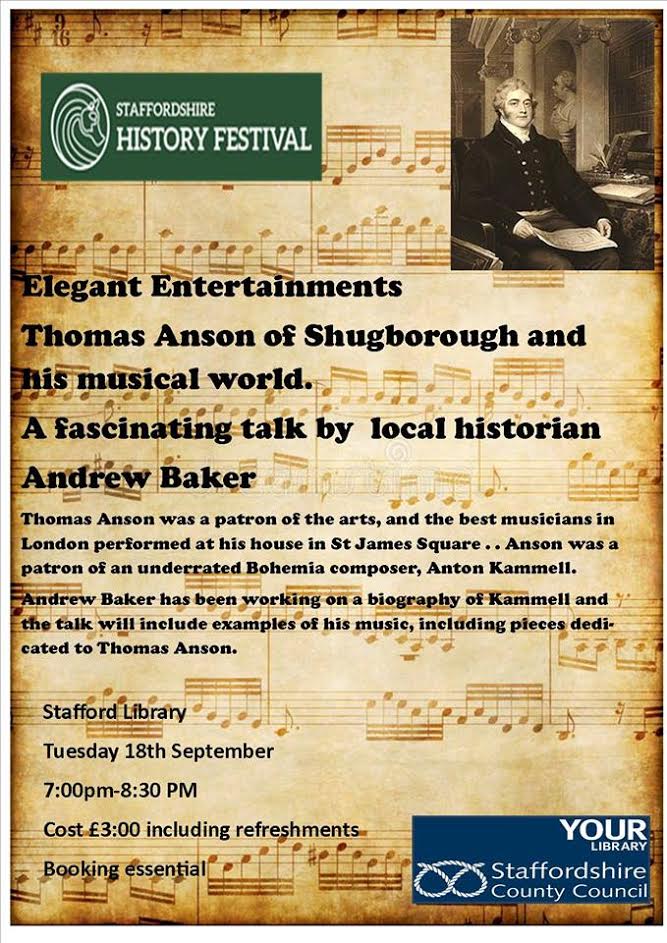 STAFFORDSHIRE
HISTORY FESTIVAL
Elegant Entertainments
Thomas Anson of Shugborough and
his musical world.
A fascinating talk by local historian
Andrew Baker
Thomas Anson was a patron of the arts, and the best musicians in
London performed at his house in St James Square . . Anson was a
patron of an underrated Bohemia composer, Anton Kammell.
Andrew Baker has been working on a biography of Kammell and
the talk will include examples of his music, including pieces dedi-
cated to Thomas Anson.
Stafford Library
Tuesday 18th September
7:00pm-8:30 PM
Cost £3:00 including refreshments
Booking essential
YOUR
LIBRARY
Staffordshire
County Council